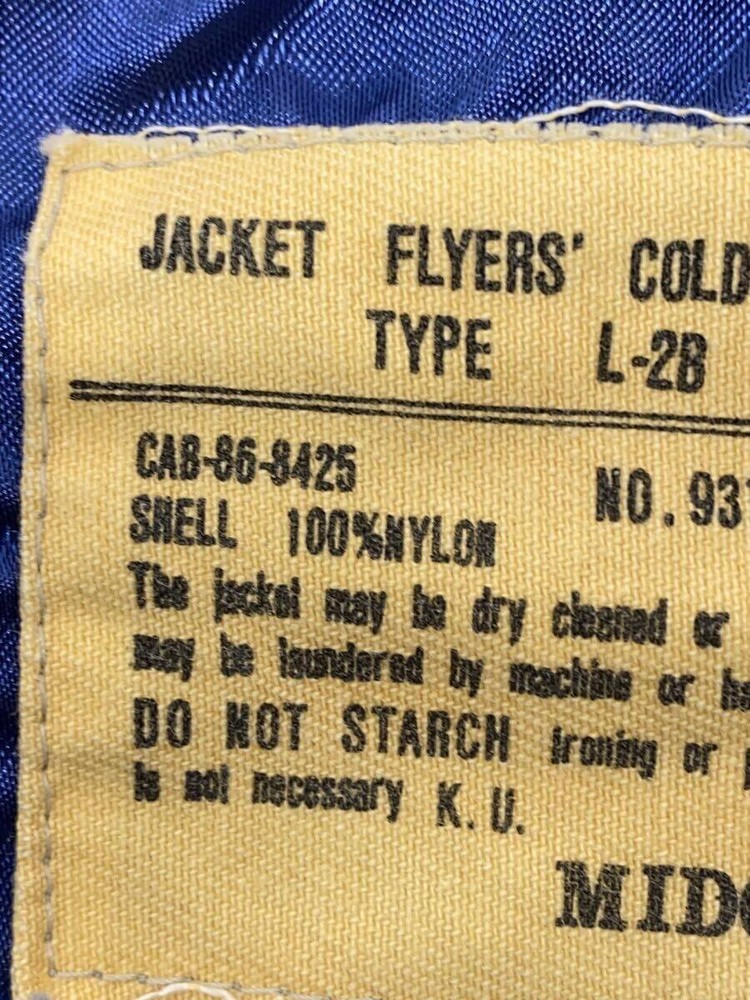 JACKET FLYERS' COLD
TYPE L-2B
CAB-86-8425 NO.93
SHELL 100%NYLON
The jacket may be dry cleaned or
may be laundered by machine or
DO NOT STARCH Ironing or
is not necessary K. U.
MID